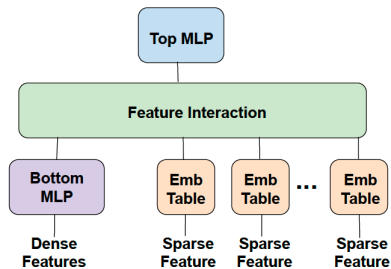 Top MLP
Feature Interaction
Bottom
MLP
Emb
Table
Emb
Table
...
Emb
Table
Dense
Features
Sparse
Feature
Sparse
Feature
Sparse
Feature